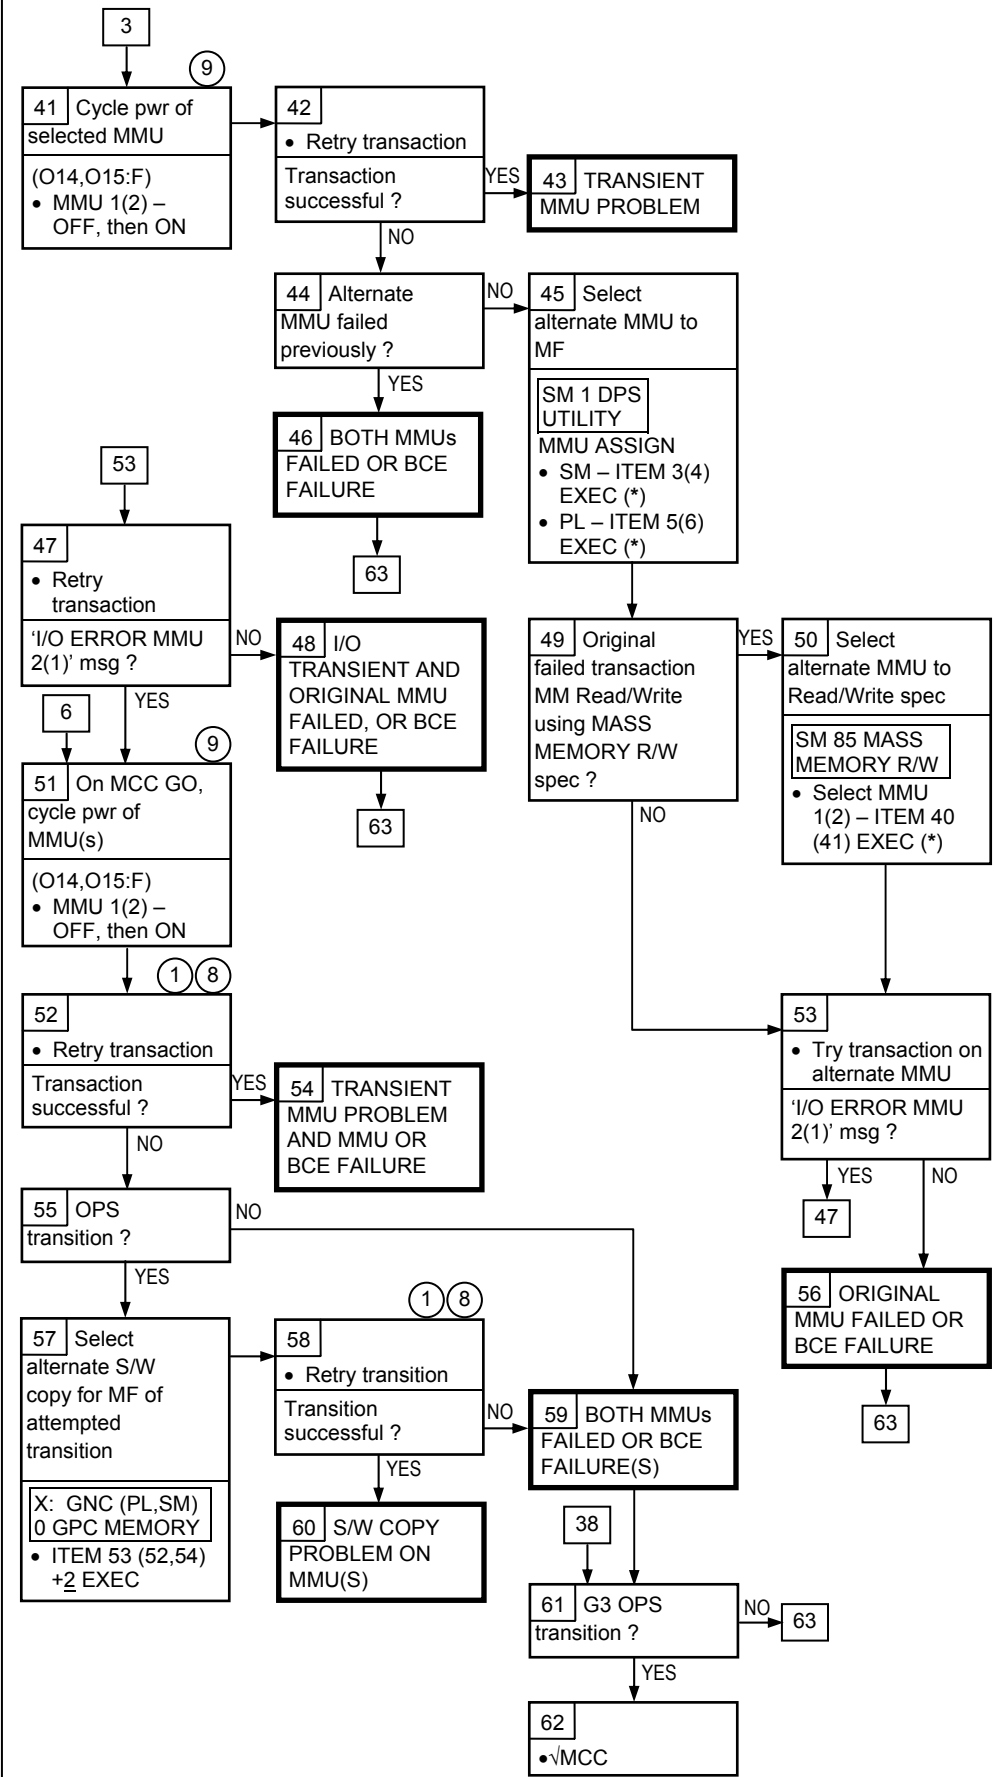 3
9
41 Cycle pwr of
selected MMU
(O14,O15:F)
• MMU 1(2) –
OFF, then ON
42
• Retry transaction
Transaction
successful ?
YES
43 TRANSIENT
MMU PROBLEM
NO
44 Alternate
MMU failed
previously ?
NO
45 Select
alternate MMU to
MF
SM 1 DPS
UTILITY
MMU ASSIGN
• SM – ITEM 3(4)
EXEC (*)
• PL – ITEM 5(6)
EXEC (*)
YES
46 BOTH MMUs
FAILED OR BCE
FAILURE
63
53
47
• Retry
transaction
‘I/O ERROR MMU
2(1)’ msg ?
NO
48 I/O
TRANSIENT AND
ORIGINAL MMU
FAILED, OR BCE
FAILURE
63
YES
49 Original
failed transaction
MM Read/Write
using MASS
MEMORY R/W
spec ?
YES
50 Select
alternate MMU to
Read/Write spec
SM 85 MASS
MEMORY R/W
• Select MMU
1(2) – ITEM 40
(41) EXEC (*)
NO
6
9
51 On MCC GO,
cycle pwr of
MMU(s)
(O14,O15:F)
• MMU 1(2) –
OFF, then ON
1 8
52
• Retry transaction
Transaction
successful ?
YES
54 TRANSIENT
MMU PROBLEM
AND MMU OR
BCE FAILURE
NO
53
• Try transaction on
alternate MMU
‘I/O ERROR MMU
2(1)’ msg ?
YES
47
NO
56 ORIGINAL
MMU FAILED OR
BCE FAILURE
63
55 OPS
transition ?
NO
YES
57 Select
alternate S/W
copy for MF of
attempted
transition
X: GNC (PL,SM)
0 GPC MEMORY
• ITEM 53 (52,54)
+2 EXEC
1 8
58
• Retry transition
Transition
successful ?
NO
59 BOTH MMUs
FAILED OR BCE
FAILURE(S)
YES
60 S/W COPY
PROBLEM ON
MMU(S)
38
61 G3 OPS
transition ?
NO
63
YES
62
•√MCC